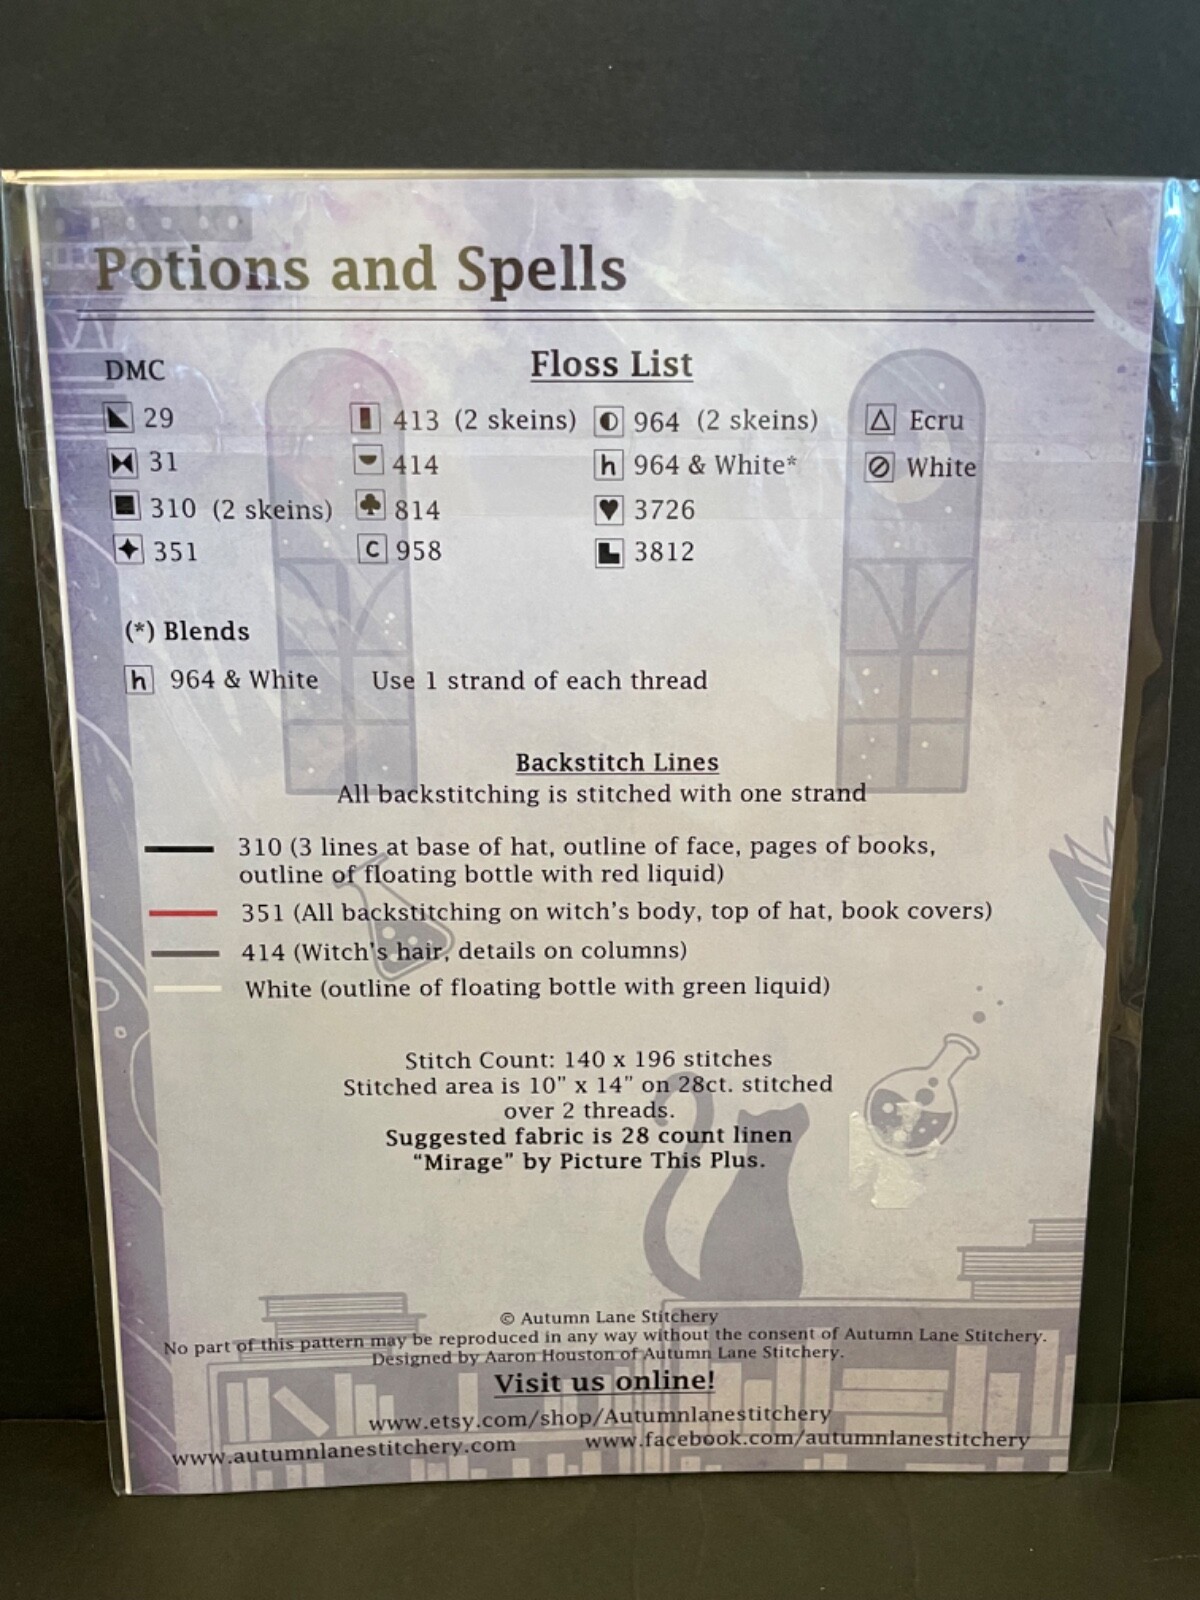 Potions and Spells
DMC
Floss List
29
413 (2 skeins)
964 (2 skeins)
Ecru
31
414
h 964 & White*
White
310 (2 skeins)
814
3726
351
C 958
3812
(*) Blends
h 964 & White Use 1 strand of each thread
Backstitch Lines
All backstitching is stitched with one strand
310 (3 lines at base of hat, outline of face, pages of books,
outline of floating bottle with red liquid)
351 (All backstitching on witch's body, top of hat, book covers)
414 (Witch's hair, details on columns)
White (outline of floating bottle with green liquid)
Stitch Count: 140 x 196 stitches
Stitched area is 10" x 14" on 28ct. stitched
over 2 threads.
Suggested fabric is 28 count linen
"Mirage" by Picture This Plus.
© Autumn Lane Stitchery
No part of this pattern may be reproduced in any way without the consent of Autumn Lane Stitchery.
Designed by Aaron Houston of Autumn Lane Stitchery.
Visit us online!
www.etsy.com/shop/Autumnlanestitchery
www.autumnlanestitchery.com www.facebook.com/autumnlanestitchery